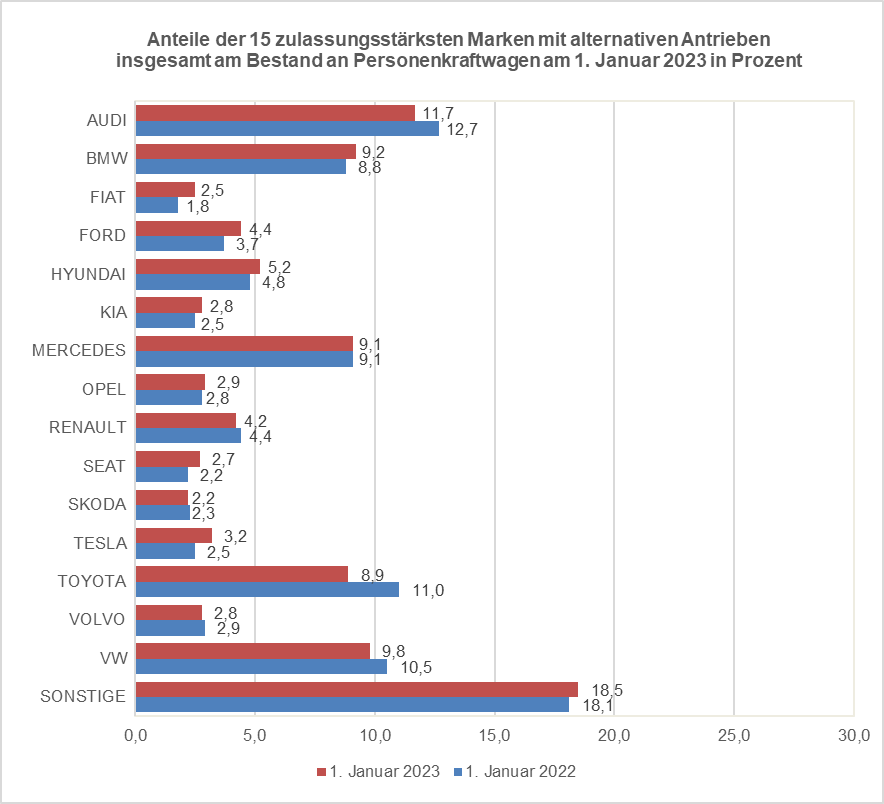 Anteile der 15 zulassungsstärksten Marken mit alternativen Antrieben
insgesamt am Bestand an Personenkraftwagen am 1. Januar 2023 in Prozent
AUDI
11,7
12,7
BMW
9,2
8,8
FIAT
2,5
1,8
FORD
4,4
3,7
HYUNDAI
5,2
4,8
KIA
2,8
2,5
MERCEDES
9,1
9,1
OPEL
2,9
2,8
RENAULT
4,2
4,4
SEAT
2,7
2,2
SKODA
2,2
2,3
TESLA
3,2
2,5
TOYOTA
8,9
11,0
VOLVO
2,8
2,9
VW
9,8
10,5
SONSTIGE
18,5
18,1
0,0 5,0 10,0 15,0 20,0 25,0 30,0
1. Januar 2023 1. Januar 2022